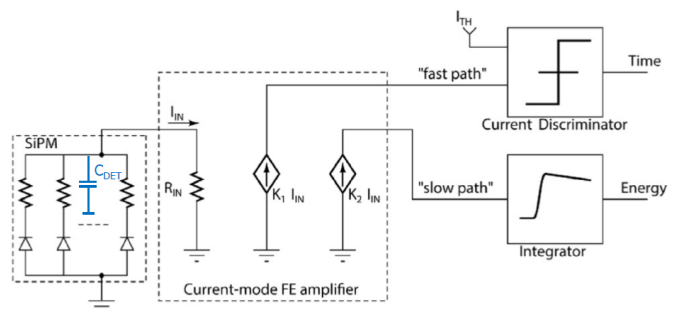 I_TH
"fast path"
Time
Current Discriminator
I_IN
SiPM
C_DET
R_IN
K_1 I_IN
K_2 I_IN
"slow path"
Energy
Integrator
Current-mode FE amplifier